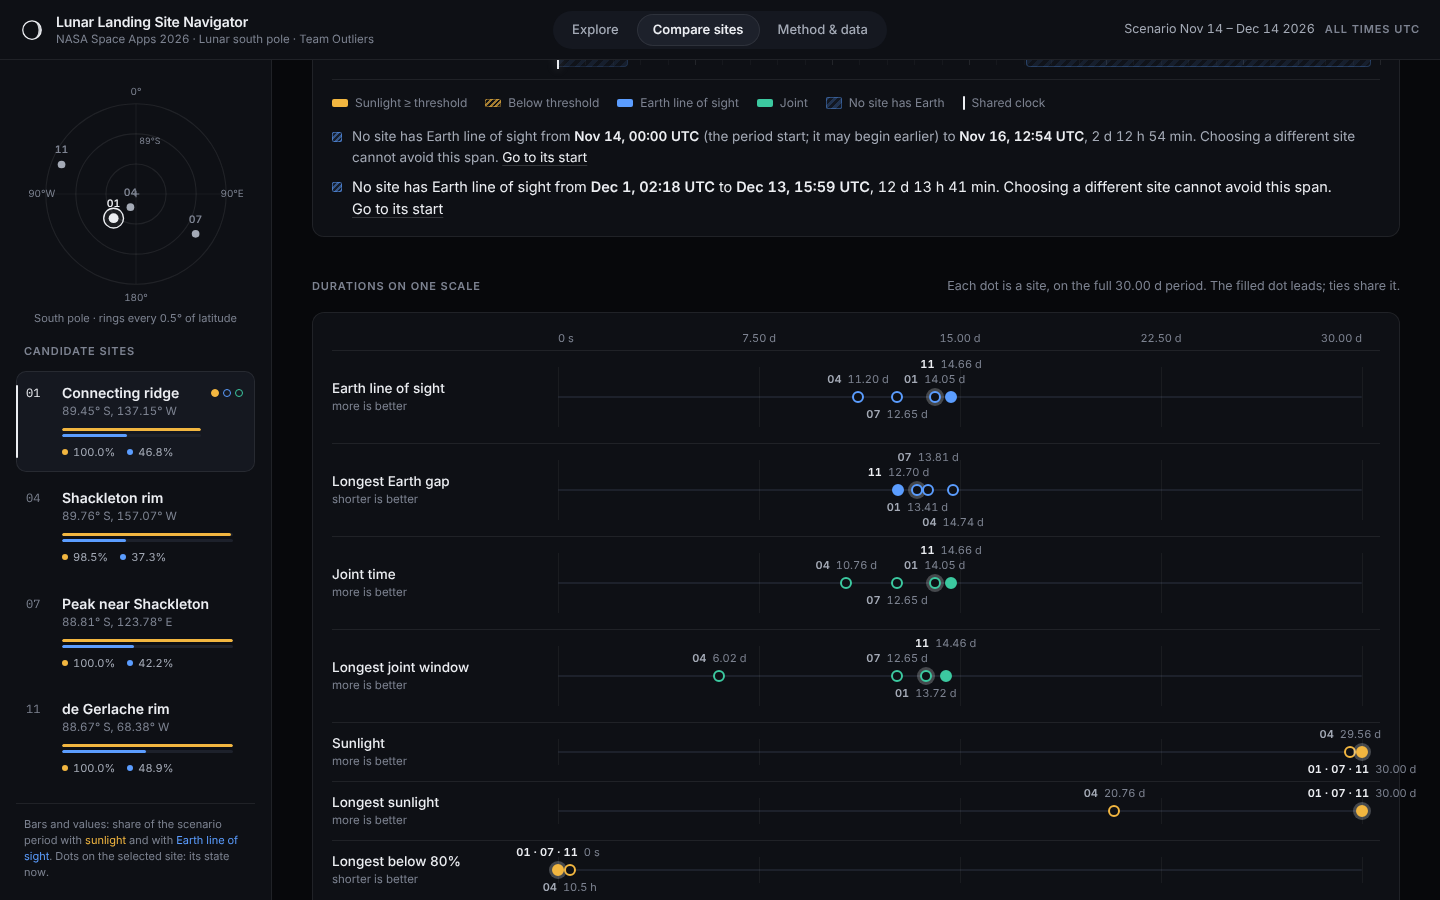 Lunar Landing Site Navigator
NASA Space Apps 2026 · Lunar south pole · Team Outliers
Explore
Compare sites
Method & data
Scenario Nov 14 – Dec 14 2026 ALL TIMES UTC
0°
89°S
11
90°W
04
90°E
01
07
180°
South pole · rings every 0.5° of latitude
CANDIDATE SITES
01 Connecting ridge
89.45° S, 137.15° W
100.0% 46.8%
04 Shackleton rim
89.76° S, 157.07° W
98.5% 37.3%
07 Peak near Shackleton
88.81° S, 123.78° E
100.0% 42.2%
11 de Gerlache rim
88.67° S, 68.38° W
100.0% 48.9%
Bars and values: share of the scenario
period with sunlight and with Earth line of
sight. Dots on the selected site: its state
now.
Sunlight ≥ threshold Below threshold Earth line of sight Joint No site has Earth Shared clock
No site has Earth line of sight from Nov 14, 00:00 UTC (the period start; it may begin earlier) to Nov 16, 12:54 UTC, 2 d 12 h 54 min. Choosing a different site
cannot avoid this span. Go to its start
No site has Earth line of sight from Dec 1, 02:18 UTC to Dec 13, 15:59 UTC, 12 d 13 h 41 min. Choosing a different site cannot avoid this span.
Go to its start
DURATIONS ON ONE SCALE
Each dot is a site, on the full 30.00 d period. The filled dot leads; ties share it.
0 s 7.50 d 15.00 d 22.50 d 30.00 d
11 14.66 d
04 11.20 d 01 14.05 d
Earth line of sight
more is better
07 12.65 d
07 13.81 d
11 12.70 d
Longest Earth gap
shorter is better
01 13.41 d
04 14.74 d
11 14.66 d
04 10.76 d 01 14.05 d
Joint time
more is better
07 12.65 d
11 14.46 d
04 6.02 d 07 12.65 d
Longest joint window
more is better
01 13.72 d
04 29.56 d
Sunlight
more is better
01 · 07 · 11 30.00 d
04 20.76 d 01 · 07 · 11 30.00 d
Longest sunlight
more is better
01 · 07 · 11 0 s
Longest below 80%
shorter is better
04 10.5 h